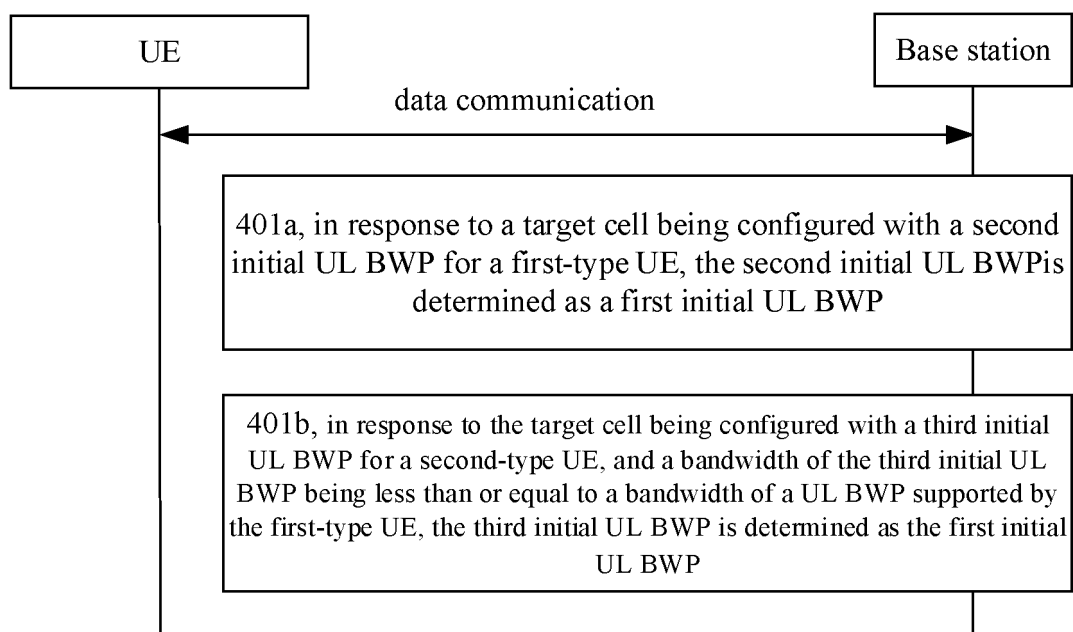 UE
Base station
data communication
401a, in response to a target cell being configured with a second
initial UL BWP for a first-type UE, the second initial UL BWPis
determined as a first initial UL BWP
401b, in response to the target cell being configured with a third initial
UL BWP for a second-type UE, and a bandwidth of the third initial UL
BWP being less than or equal to a bandwidth of a UL BWP supported by
the first-type UE, the third initial UL BWP is determined as the first initial
UL BWP